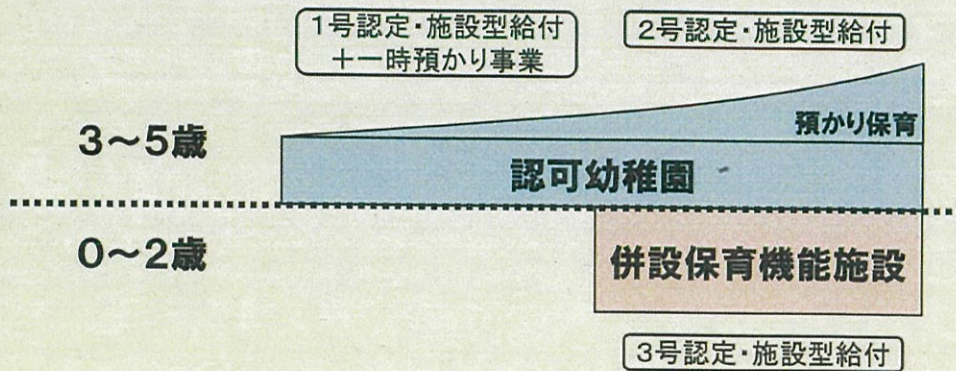 1号認定・施設型給付
＋一時預かり事業
2号認定・施設型給付
3～5歳
預かり保育
認可幼稚園
0～2歳
併設保育機能施設
3号認定・施設型給付